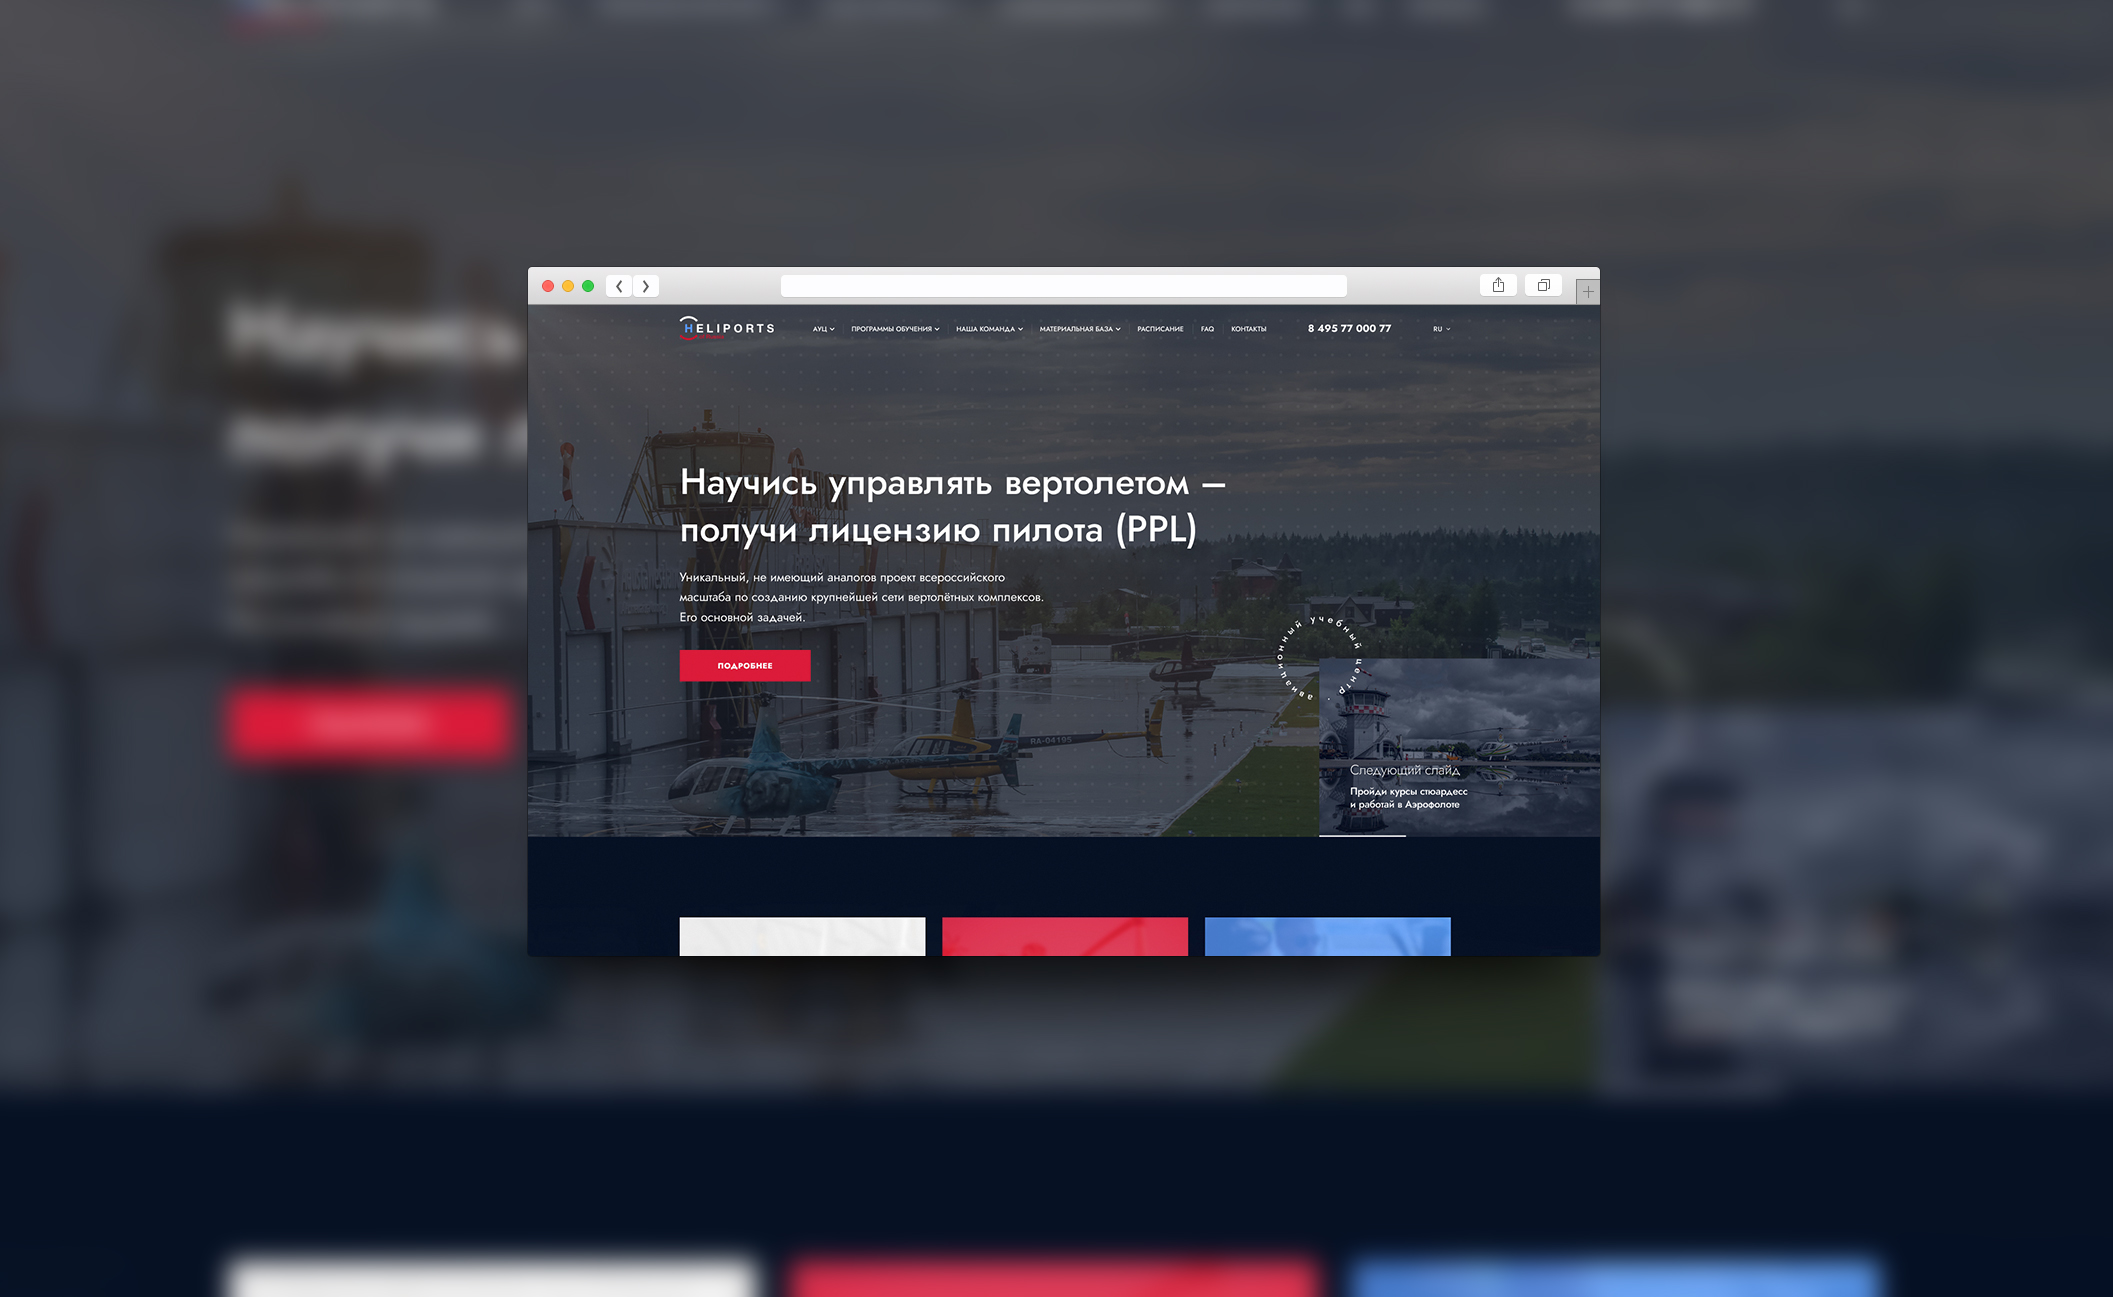 HELIPORTS
АУЦ
ПРОГРАММЫ ОБУЧЕНИЯ
НАША КОМАНДА
МАТЕРИАЛЬНАЯ БАЗА
РАСПИСАНИЕ
FAQ
КОНТАКТЫ
8 495 77 000 77
RU
Научись управлять вертолетом –
получи лицензию пилота (PPL)
Уникальный, не имеющий аналогов проект всероссийского
масштаба по созданию крупнейшей сети вертолётных комплексов.
Его основной задачей.
ПОДРОБНЕЕ
авиационный учебный центр
RA-04195
Следующий слайд
Пройди курсы стюардесс
и работай в Аэрофолоте